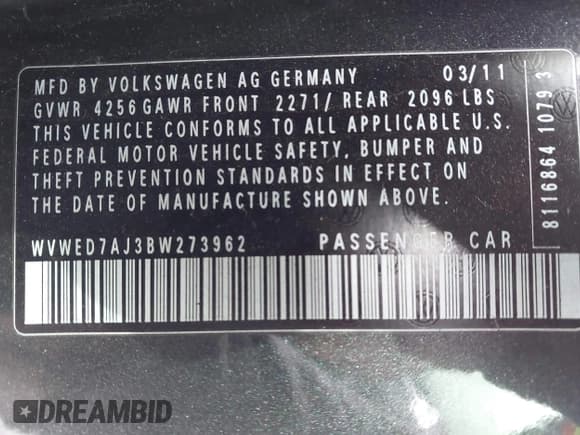 MFD BY VOLKSWAGEN AG GERMANY 03/11
GVWR 4256 GAWR FRONT 2271/ REAR 2096 LBS
THIS VEHICLE CONFORMS TO ALL APPLICABLE U.S.
FEDERAL MOTOR VEHICLE SAFETY, BUMPER AND
THEFT PREVENTION STANDARDS IN EFFECT ON
THE DATE OF MANUFACTURE SHOWN ABOVE.
WVWED7AJ3BW273962 PASSENGER CAR
8116864 1079 3
DREAMBID